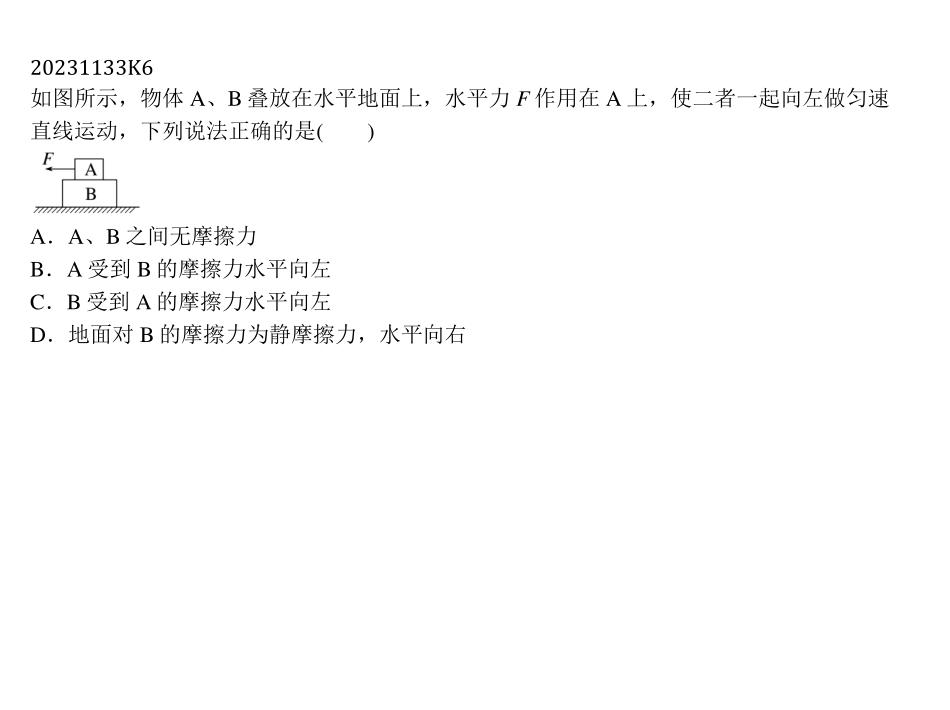 20231133K6
如图所示，物体 A、B 叠放在水平地面上，水平力 F 作用在 A 上，使二者一起向左做匀速
直线运动，下列说法正确的是(　　)
F
A
B
A．A、B 之间无摩擦力
B．A 受到 B 的摩擦力水平向左
C．B 受到 A 的摩擦力水平向左
D．地面对 B 的摩擦力为静摩擦力，水平向右